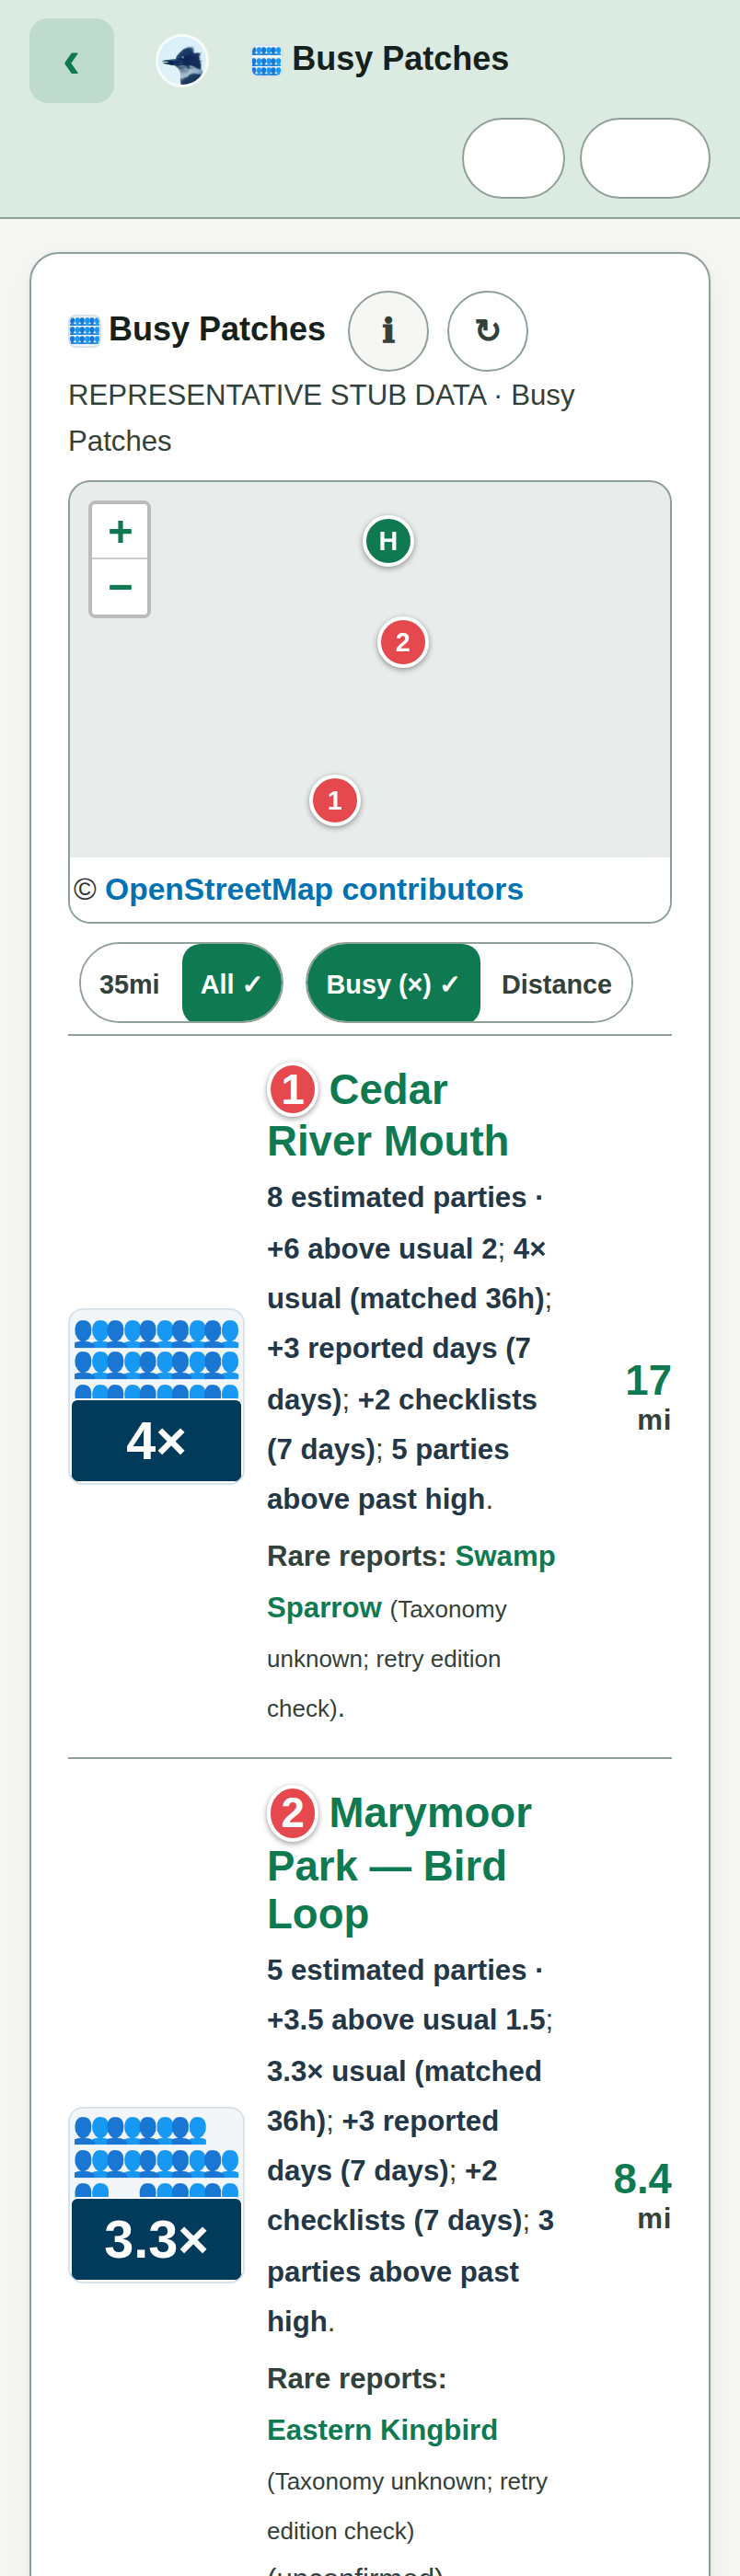 ‹ Busy Patches
Busy Patches ℹ ↻
REPRESENTATIVE STUB DATA · Busy
Patches
+
−
H
2
1
© OpenStreetMap contributors
35mi All ✓ Busy (×) ✓ Distance
1 Cedar
River Mouth
8 estimated parties ·
+6 above usual 2; 4×
usual (matched 36h);
+3 reported days (7
days); +2 checklists
(7 days); 5 parties
above past high.
4×
17
mi
Rare reports: Swamp
Sparrow (Taxonomy
unknown; retry edition
check).
2 Marymoor
Park — Bird
Loop
5 estimated parties ·
+3.5 above usual 1.5;
3.3× usual (matched
36h); +3 reported
days (7 days); +2
checklists (7 days); 3
parties above past
high.
3.3×
8.4
mi
Rare reports:
Eastern Kingbird
(Taxonomy unknown; retry
edition check)
(unconfirmed)